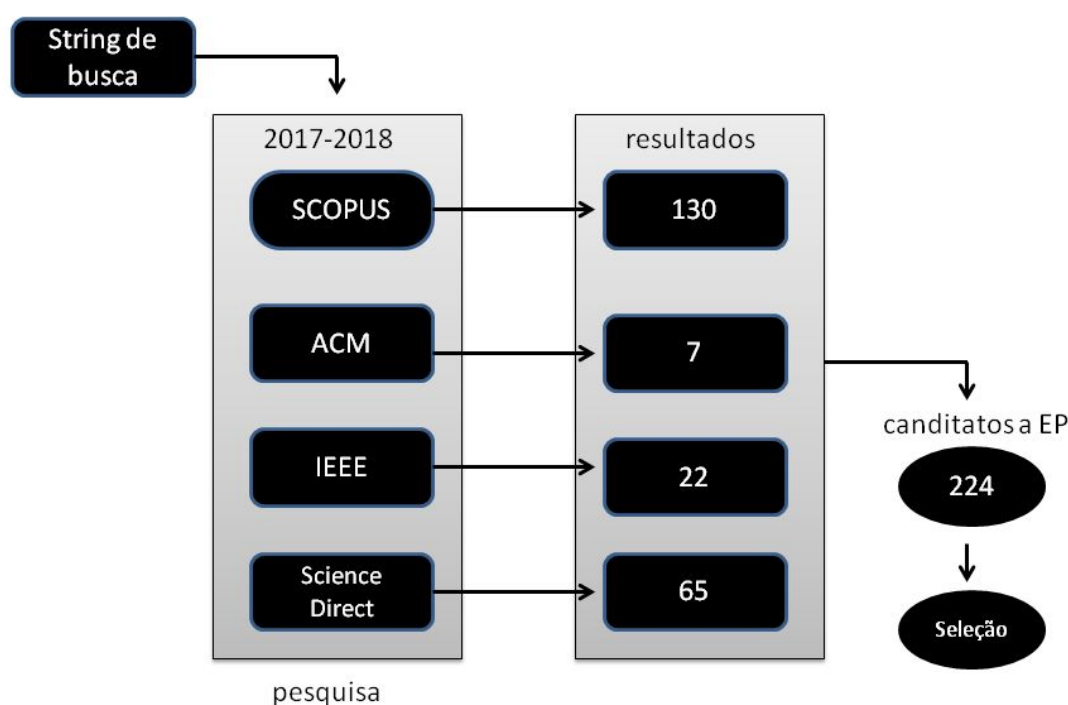 String de
busca
2017-2018
resultados
SCOPUS
130
ACM
7
IEEE
22
canditatos a EP
224
Science
Direct
65
Seleção
pesquisa